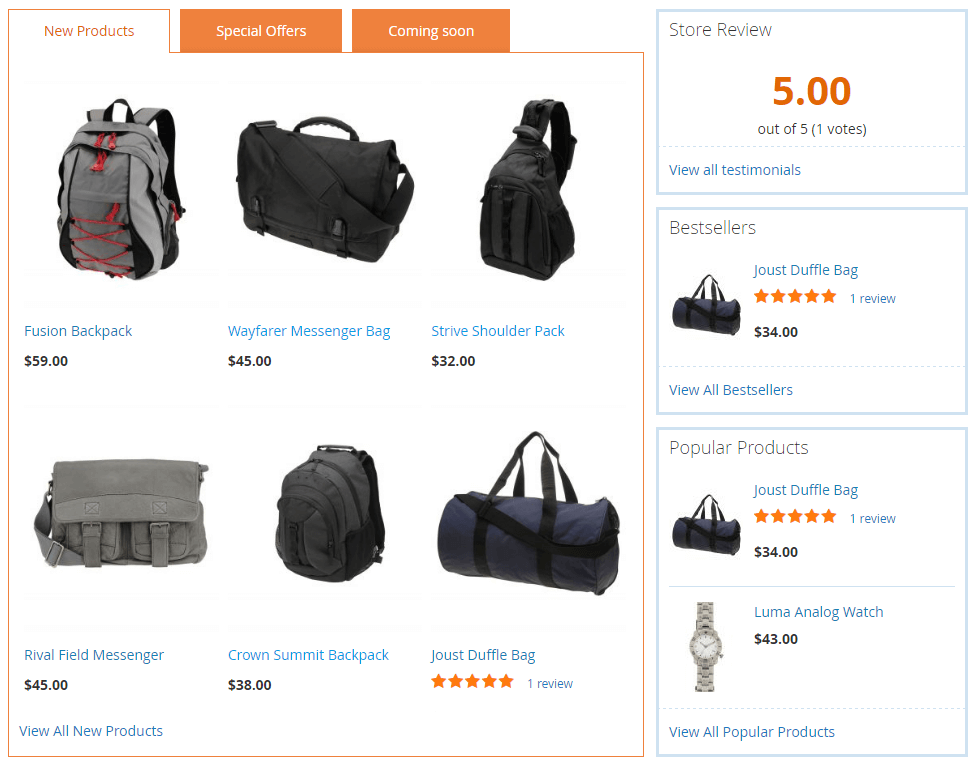 New Products
Special Offers
Coming soon
Fusion Backpack
$59.00
Wayfarer Messenger Bag
$45.00
Strive Shoulder Pack
$32.00
Rival Field Messenger
$45.00
Crown Summit Backpack
$38.00
Joust Duffle Bag
1 review
View All New Products
Store Review
5.00
out of 5 (1 votes)
View all testimonials
Bestsellers
Joust Duffle Bag
1 review
$34.00
View All Bestsellers
Popular Products
Joust Duffle Bag
1 review
$34.00
Luma Analog Watch
$43.00
View All Popular Products